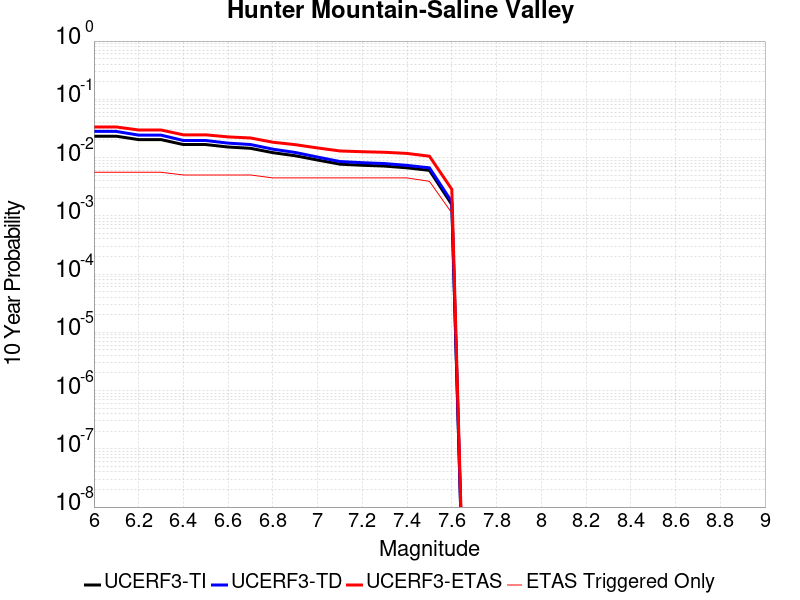 Hunter Mountain-Saline Valley
10 Year Probability
10^0
10^-1
10^-2
10^-3
10^-4
10^-5
10^-6
10^-7
10^-8
6 6.2 6.4 6.6 6.8 7 7.2 7.4 7.6 7.8 8 8.2 8.4 8.6 8.8 9
Magnitude
UCERF3-TI UCERF3-TD UCERF3-ETAS ETAS Triggered Only